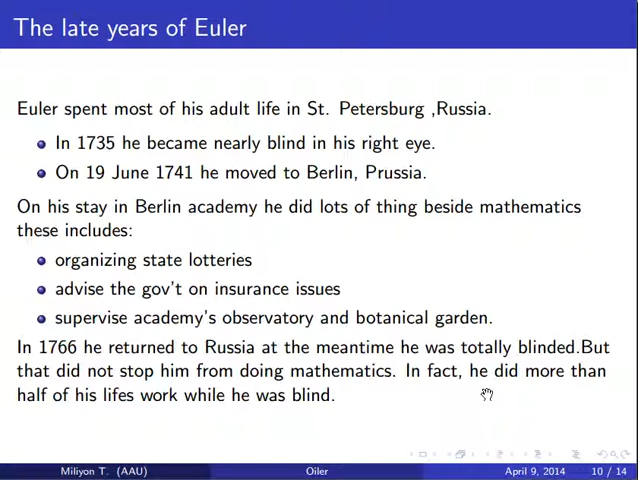 The late years of Euler
Euler spent most of his adult life in St. Petersburg ,Russia.
In 1735 he became nearly blind in his right eye.
On 19 June 1741 he moved to Berlin, Prussia.
On his stay in Berlin academy he did lots of thing beside mathematics
these includes:
organizing state lotteries
advise the gov't on insurance issues
supervise academy's observatory and botanical garden.
In 1766 he returned to Russia at the meantime he was totally blinded.But
that did not stop him from doing mathematics. In fact, he did more than
half of his lifes work while he was blind.
Miliyon T. (AAU) Oiler April 9, 2014 10 / 14